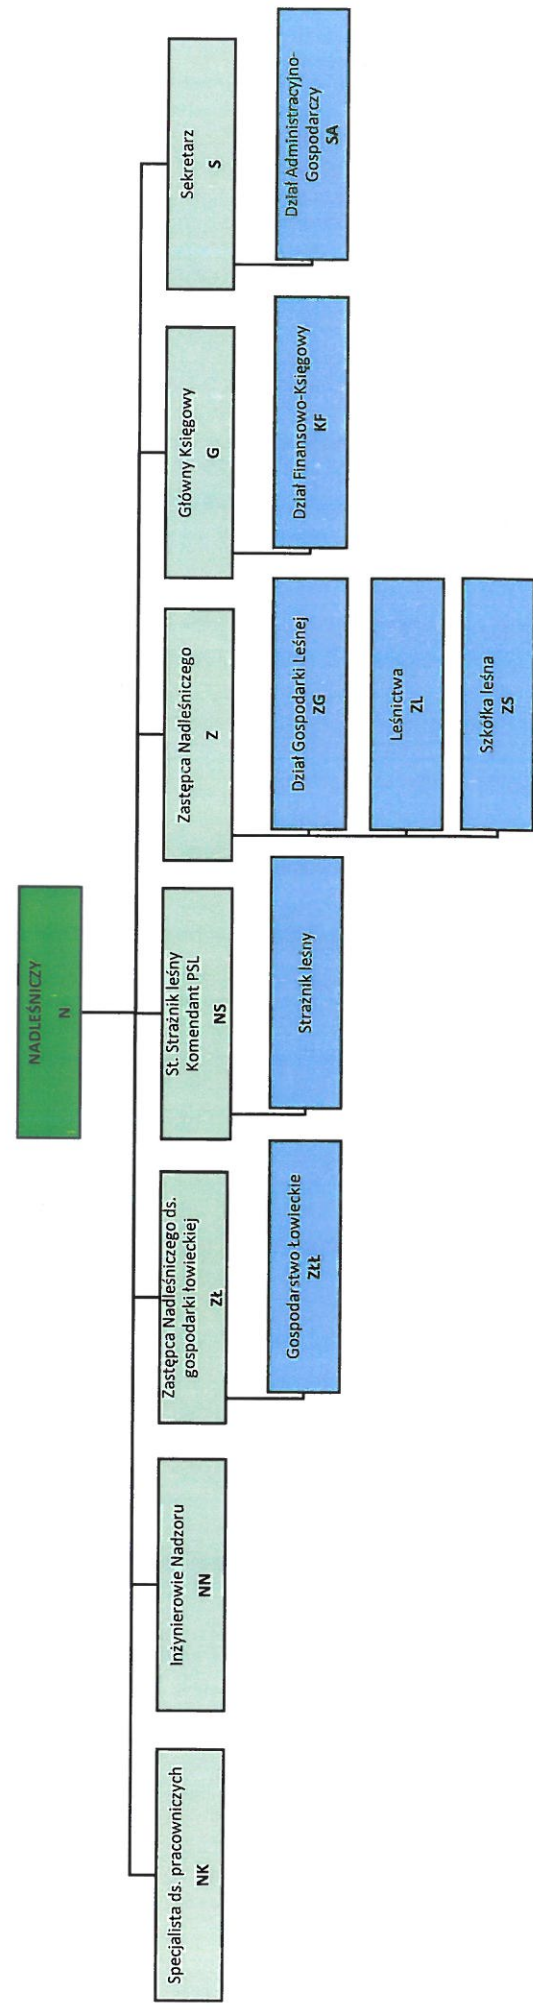 NADLEŚNICZY
N
Specjalista ds. pracowniczych
NK
Inżynierowie Nadzoru
NN
Zastępca Nadleśniczego ds.
gospodarki łowieckiej
ZŁ
St. Strażnik leśny
Komendant PSL
NS
Zastępca Nadleśniczego
Z
Główny Księgowy
G
Sekretarz
S
Gospodarstwo Łowieckie
ZŁŁ
Strażnik leśny
Dział Gospodarki Leśnej
ZG
Leśnictwa
ZL
Szkółka leśna
ZS
Dział Finansowo-Księgowy
KF
Dział Administracyjno-
Gospodarczy
SA